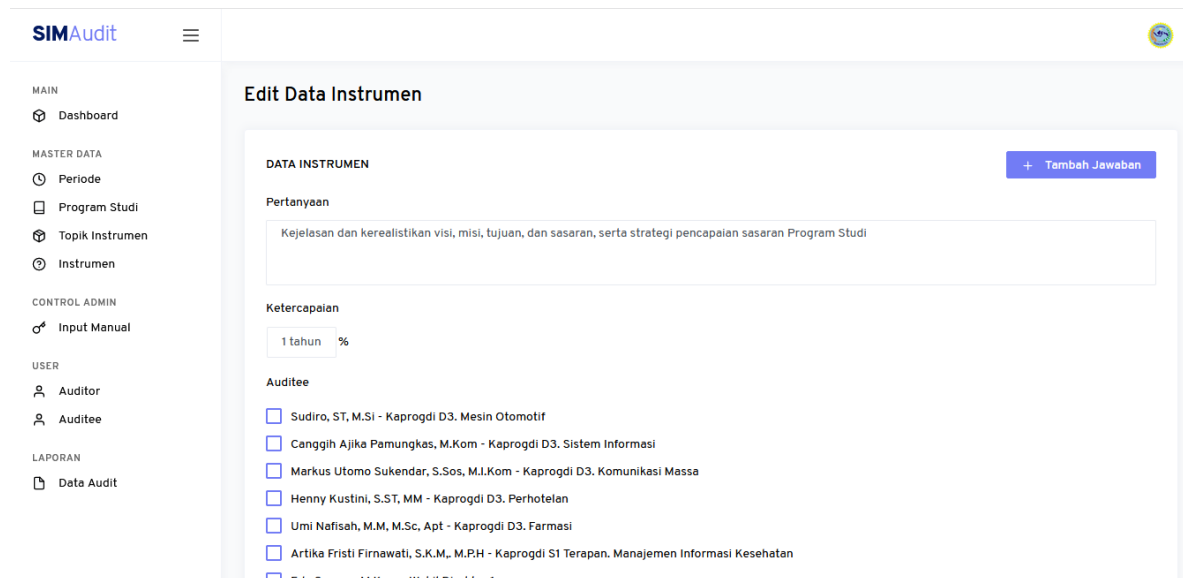 SIMAudit
MAIN
Dashboard
MASTER DATA
Periode
Program Studi
Topik Instrumen
Instrumen
CONTROL ADMIN
Input Manual
USER
Auditor
Auditee
LAPORAN
Data Audit
Edit Data Instrumen
DATA INSTRUMEN
+ Tambah Jawaban
Pertanyaan
Kejelasan dan kerealistikan visi, misi, tujuan, dan sasaran, serta strategi pencapaian sasaran Program Studi
Ketercapaian
1 tahun %
Auditee
Sudiro, ST, M.Si - Kaprogdi D3. Mesin Otomotif
Canggih Ajika Pamungkas, M.Kom - Kaprogdi D3. Sistem Informasi
Markus Utomo Sukendar, S.Sos, M.I.Kom - Kaprogdi D3. Komunikasi Massa
Henny Kustini, S.ST, MM - Kaprogdi D3. Perhotelan
Umi Nafisah, M.M, M.Sc, Apt - Kaprogdi D3. Farmasi
Artika Fristi Firnawati, S.K.M,. M.P.H - Kaprogdi S1 Terapan. Manajemen Informasi Kesehatan